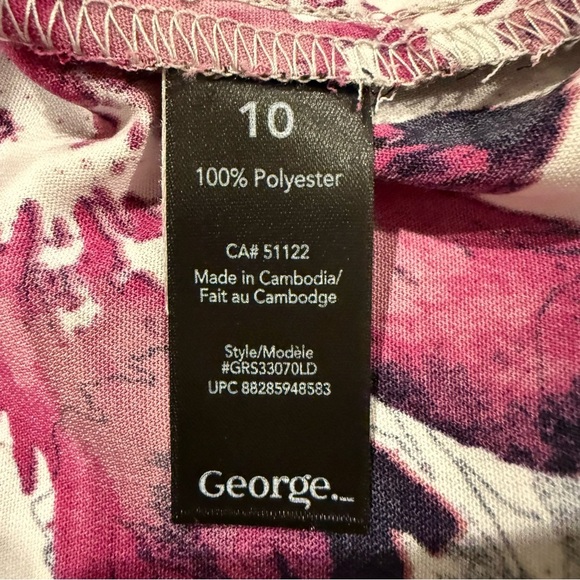 10
100% Polyester
CA# 51122
Made in Cambodia/
Fait au Cambodge
Style/Modèle
#GRS33070LD
UPC 88285948583
George.